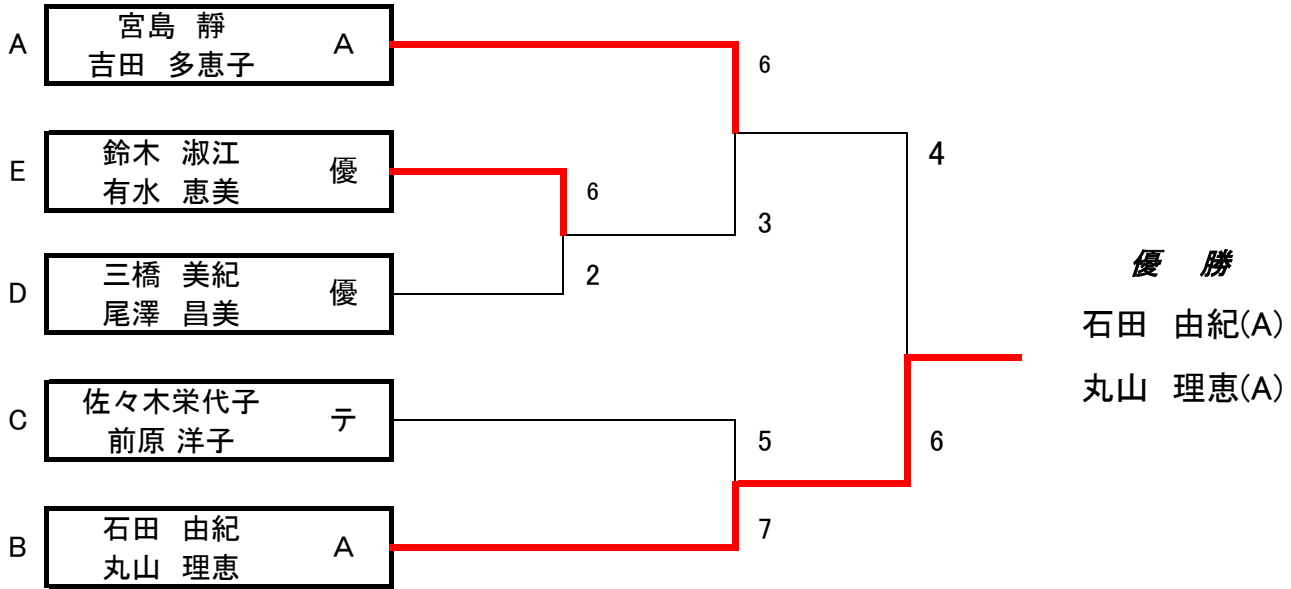 A
宮島 靜
吉田 多恵子
A
6
4
E
鈴木 淑江
有水 恵美
優
6
3
D
三橋 美紀
尾澤 昌美
優
2
優 勝
石田 由紀(A)
丸山 理恵(A)
C
佐々木栄代子
前原 洋子
テ
5
6
B
石田 由紀
丸山 理恵
A
7